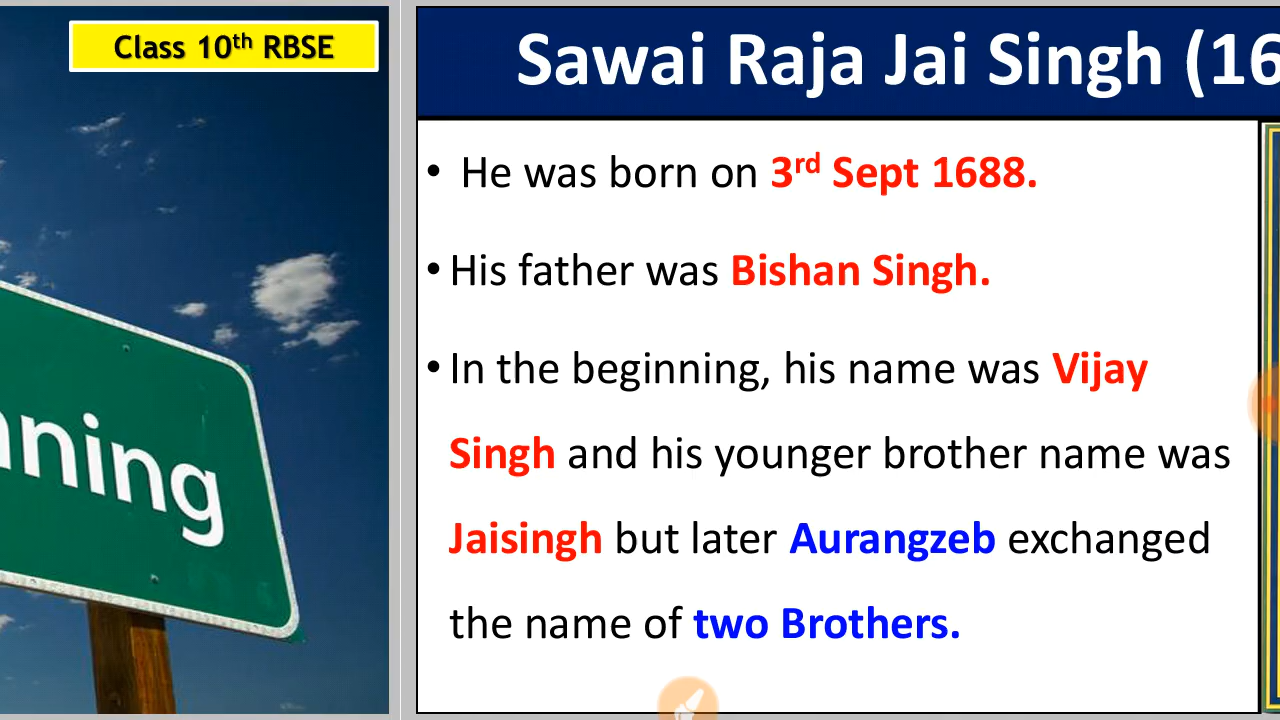 Class 10th RBSE
Sawai Raja Jai Singh (16
• He was born on 3rd Sept 1688.
• His father was Bishan Singh.
• In the beginning, his name was Vijay
Singh and his younger brother name was
Jaisingh but later Aurangzeb exchanged
the name of two Brothers.
nning